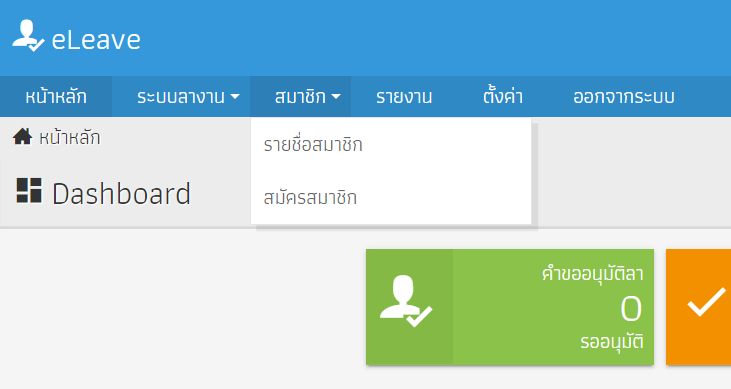 eLeave
หน้าหลัก ระบบลางาน สมาชิก รายงาน ตั้งค่า ออกจากระบบ
หน้าหลัก
รายชื่อสมาชิก
Dashboard
สมัครสมาชิก
คำขออนุมัติลา
0
รออนุมัติ